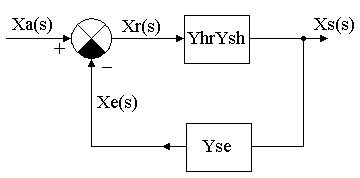 Xa(s)
Xr(s)
YhrYsh
Xs(s)
+
−
Xe(s)
Yse